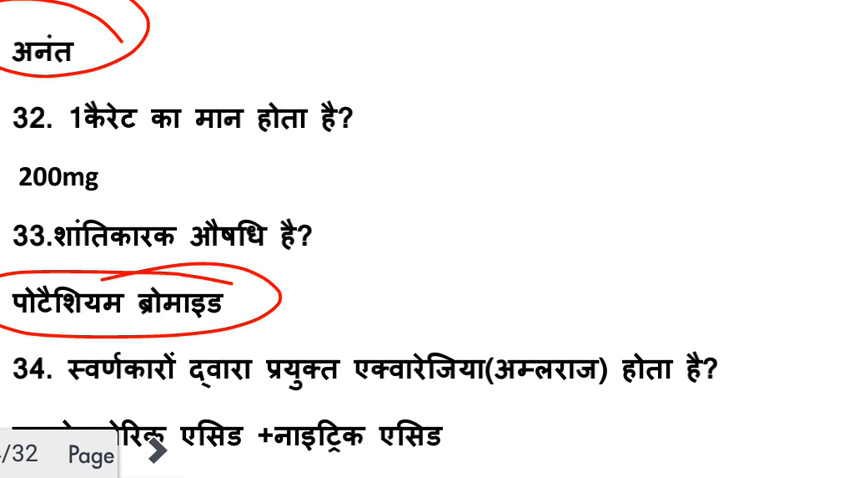 अनंत
32. 1कैरेट का मान होता है?
200mg
33.शांतिकारक औषधि है?
पोटैशियम ब्रोमाइड
34. स्वर्णकारों द्वारा प्रयुक्त एक्वारेजिया(अम्लराज) होता है?
एसिड +नाइट्रिक एसिड
/32 Page